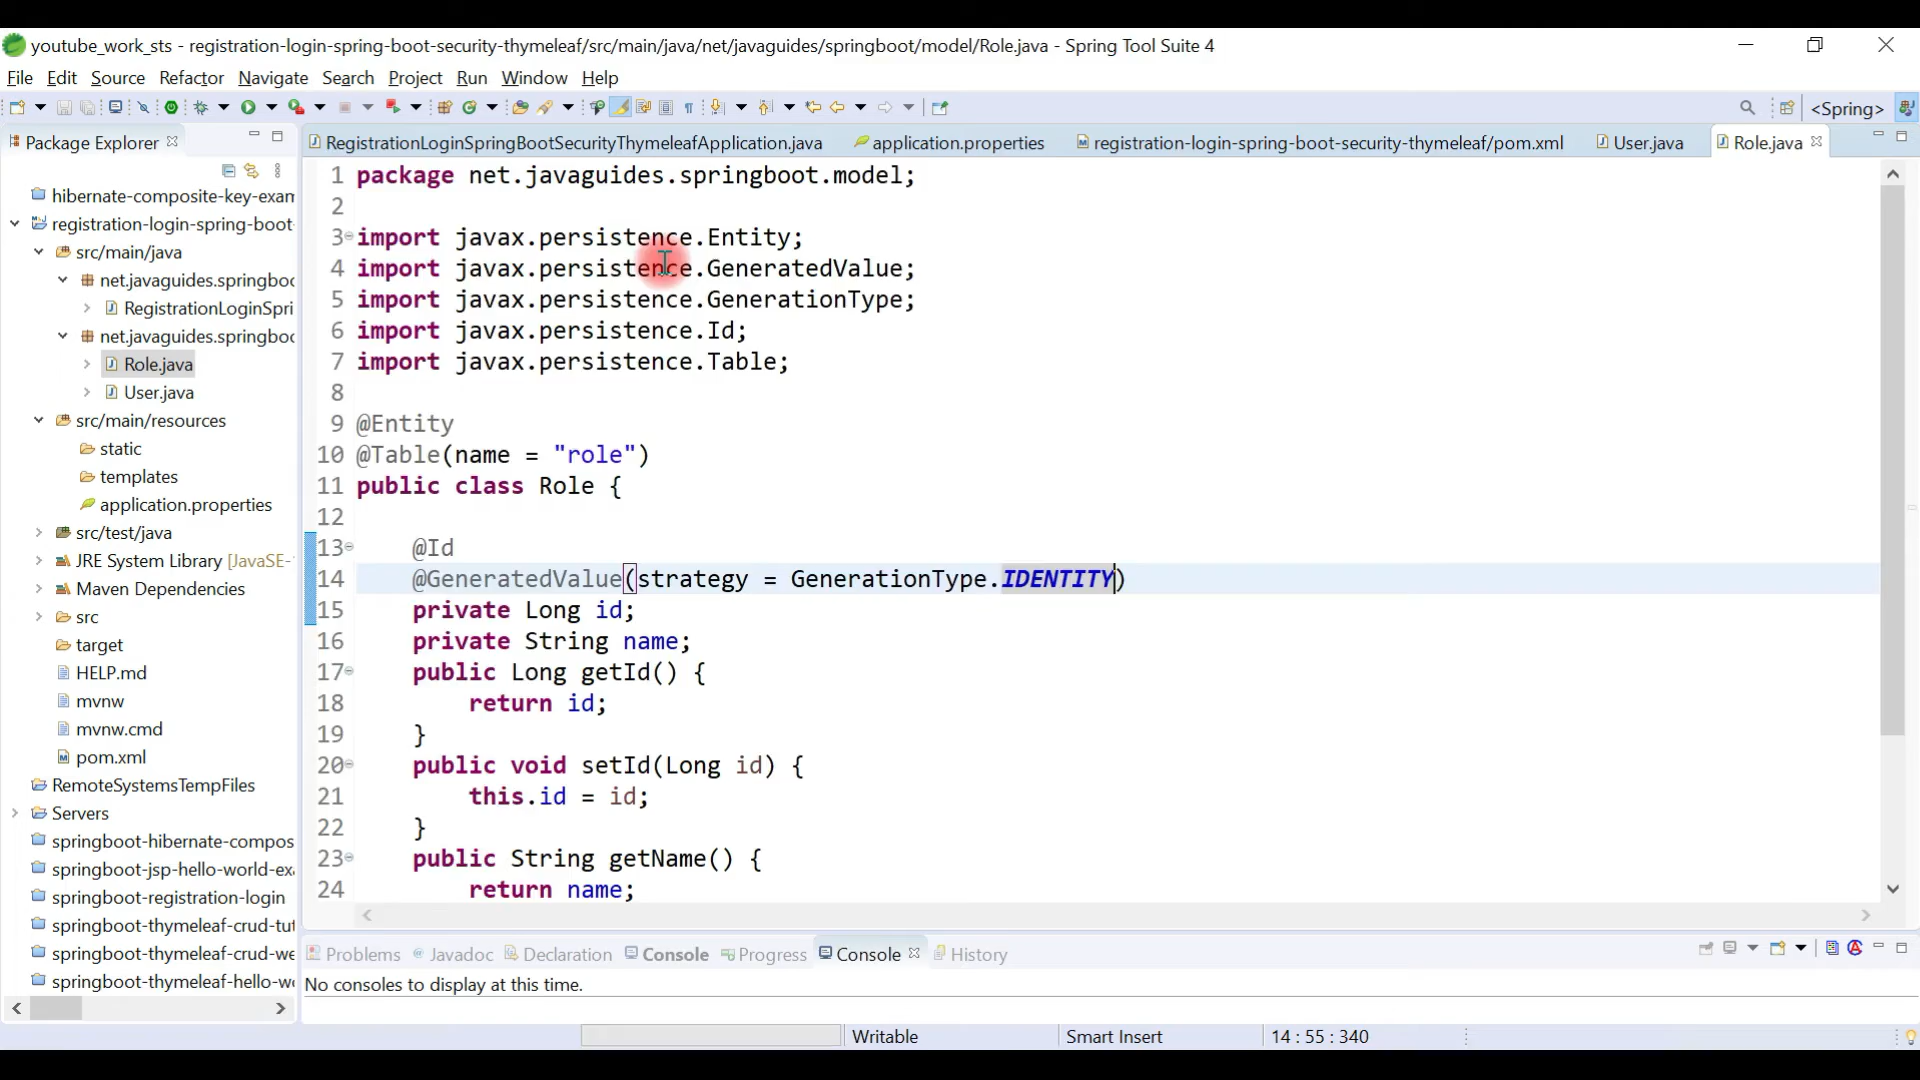 youtube_work_sts - registration-login-spring-boot-security-thymeleaf/src/main/java/net/javaguides/springboot/model/Role.java - Spring Tool Suite 4
File Edit Source Refactor Navigate Search Project Run Window Help
<Spring>
Package Explorer
RegistrationLoginSpringBootSecurityThymeleafApplication.java application.properties registration-login-spring-boot-security-thymeleaf/pom.xml User.java Role.java
hibernate-composite-key-exam
registration-login-spring-boot-
src/main/java
net.javaguides.springboo
RegistrationLoginSpri
net.javaguides.springboo
Role.java
User.java
src/main/resources
static
templates
application.properties
src/test/java
JRE System Library [JavaSE-
Maven Dependencies
src
target
HELP.md
mvnw
mvnw.cmd
pom.xml
RemoteSystemsTempFiles
Servers
springboot-hibernate-compos
springboot-jsp-hello-world-exa
springboot-registration-login
springboot-thymeleaf-crud-tut
springboot-thymeleaf-crud-we
springboot-thymeleaf-hello-wo
1 package net.javaguides.springboot.model;
2
3 import javax.persistence.Entity;
4 import javax.persistence.GeneratedValue;
5 import javax.persistence.GenerationType;
6 import javax.persistence.Id;
7 import javax.persistence.Table;
8
9 @Entity
10 @Table(name = "role")
11 public class Role {
12
13 @Id
14 @GeneratedValue(strategy = GenerationType.IDENTITY)
15 private Long id;
16 private String name;
17 public Long getId() {
18 return id;
19 }
20 public void setId(Long id) {
21 this.id = id;
22 }
23 public String getName() {
24 return name;
Problems Javadoc Declaration Console Progress Console History
No consoles to display at this time.
Writable Smart Insert 14 : 55 : 340